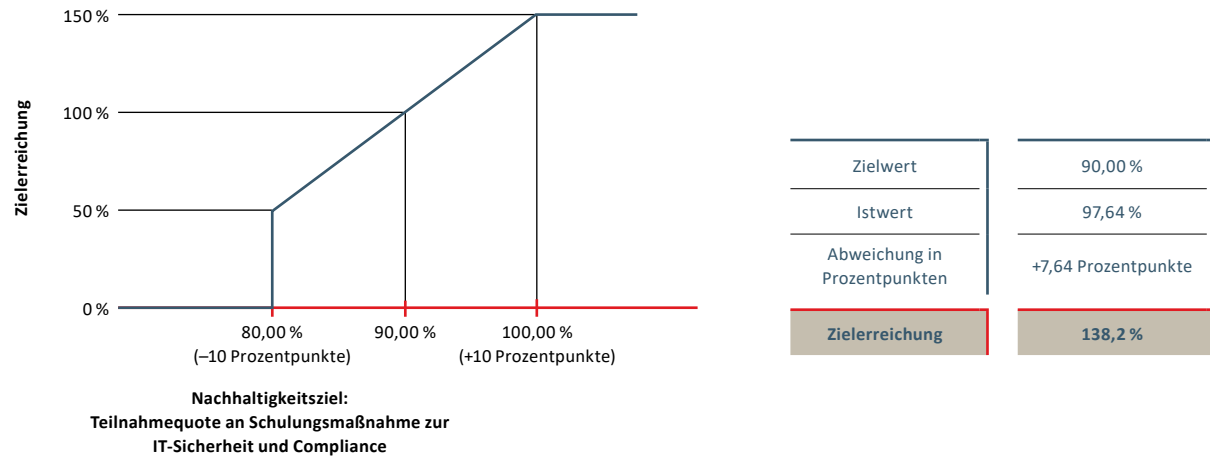 Zielerreichung
150 %
100 %
50 %
0 %
80,00 %
(–10 Prozentpunkte)
90,00 %
100,00 %
(+10 Prozentpunkte)
Nachhaltigkeitsziel:
Teilnahmequote an Schulungsmaßnahme zur
IT-Sicherheit und Compliance
Zielwert
90,00 %
Istwert
97,64 %
Abweichung in
Prozentpunkten
+7,64 Prozentpunkte
Zielerreichung
138,2 %